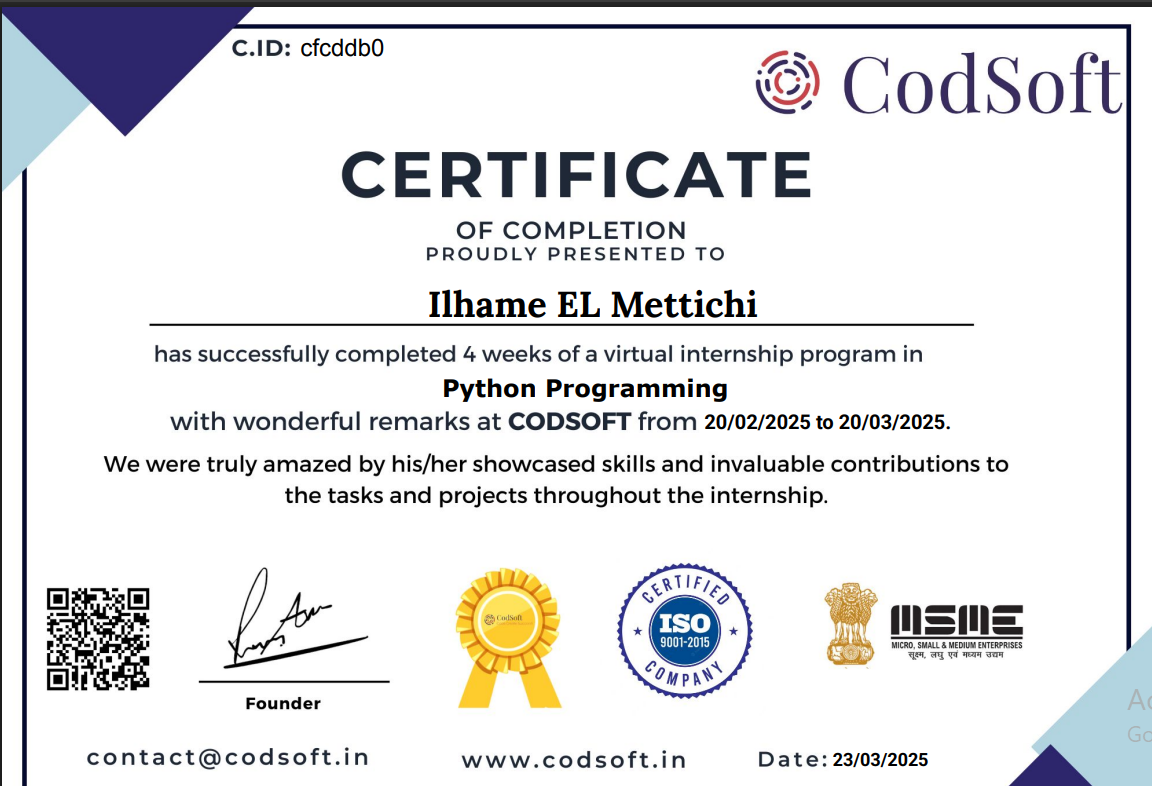 C.ID: cfcddb0
CodSoft
CERTIFICATE
OF COMPLETION
PROUDLY PRESENTED TO
Ilhame EL Mettichi
has successfully completed 4 weeks of a virtual internship program in
Python Programming
with wonderful remarks at CODSOFT from 20/02/2025 to 20/03/2025.
We were truly amazed by his/her showcased skills and invaluable contributions to
the tasks and projects throughout the internship.
Founder
CodSoft
CERTIFIED
ISO
9001-2015
COMPANY
MSME
MICRO, SMALL & MEDIUM ENTERPRISES
सूक्ष्म, लघु एवं मध्यम उद्यम
contact@codsoft.in
www.codsoft.in
Date: 23/03/2025